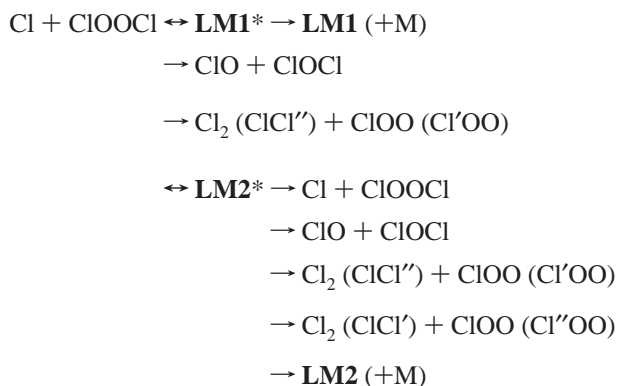 Cl + ClOOCl ↔ LM1* → LM1 (+M)
→ ClO + ClOCl
→ Cl₂ (ClCl″) + ClOO (Cl′OO)
↔ LM2* → Cl + ClOOCl
→ ClO + ClOCl
→ Cl₂ (ClCl″) + ClOO (Cl′OO)
→ Cl₂ (ClCl′) + ClOO (Cl″OO)
→ LM2 (+M)